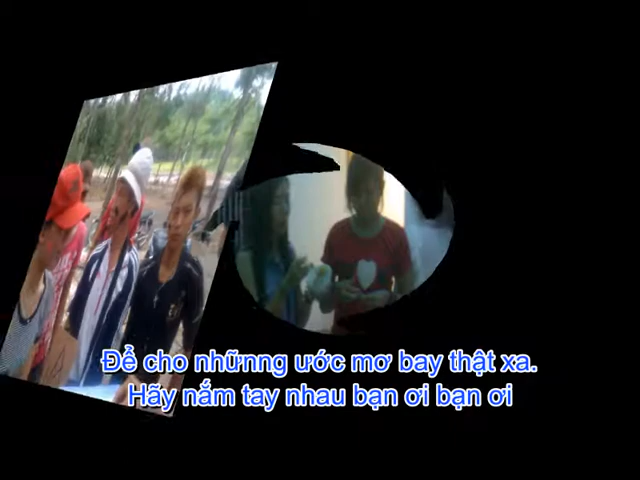 Để cho nhữnng ước mơ bay thật xa.
Hãy nắm tay nhau bạn ơi bạn ơi